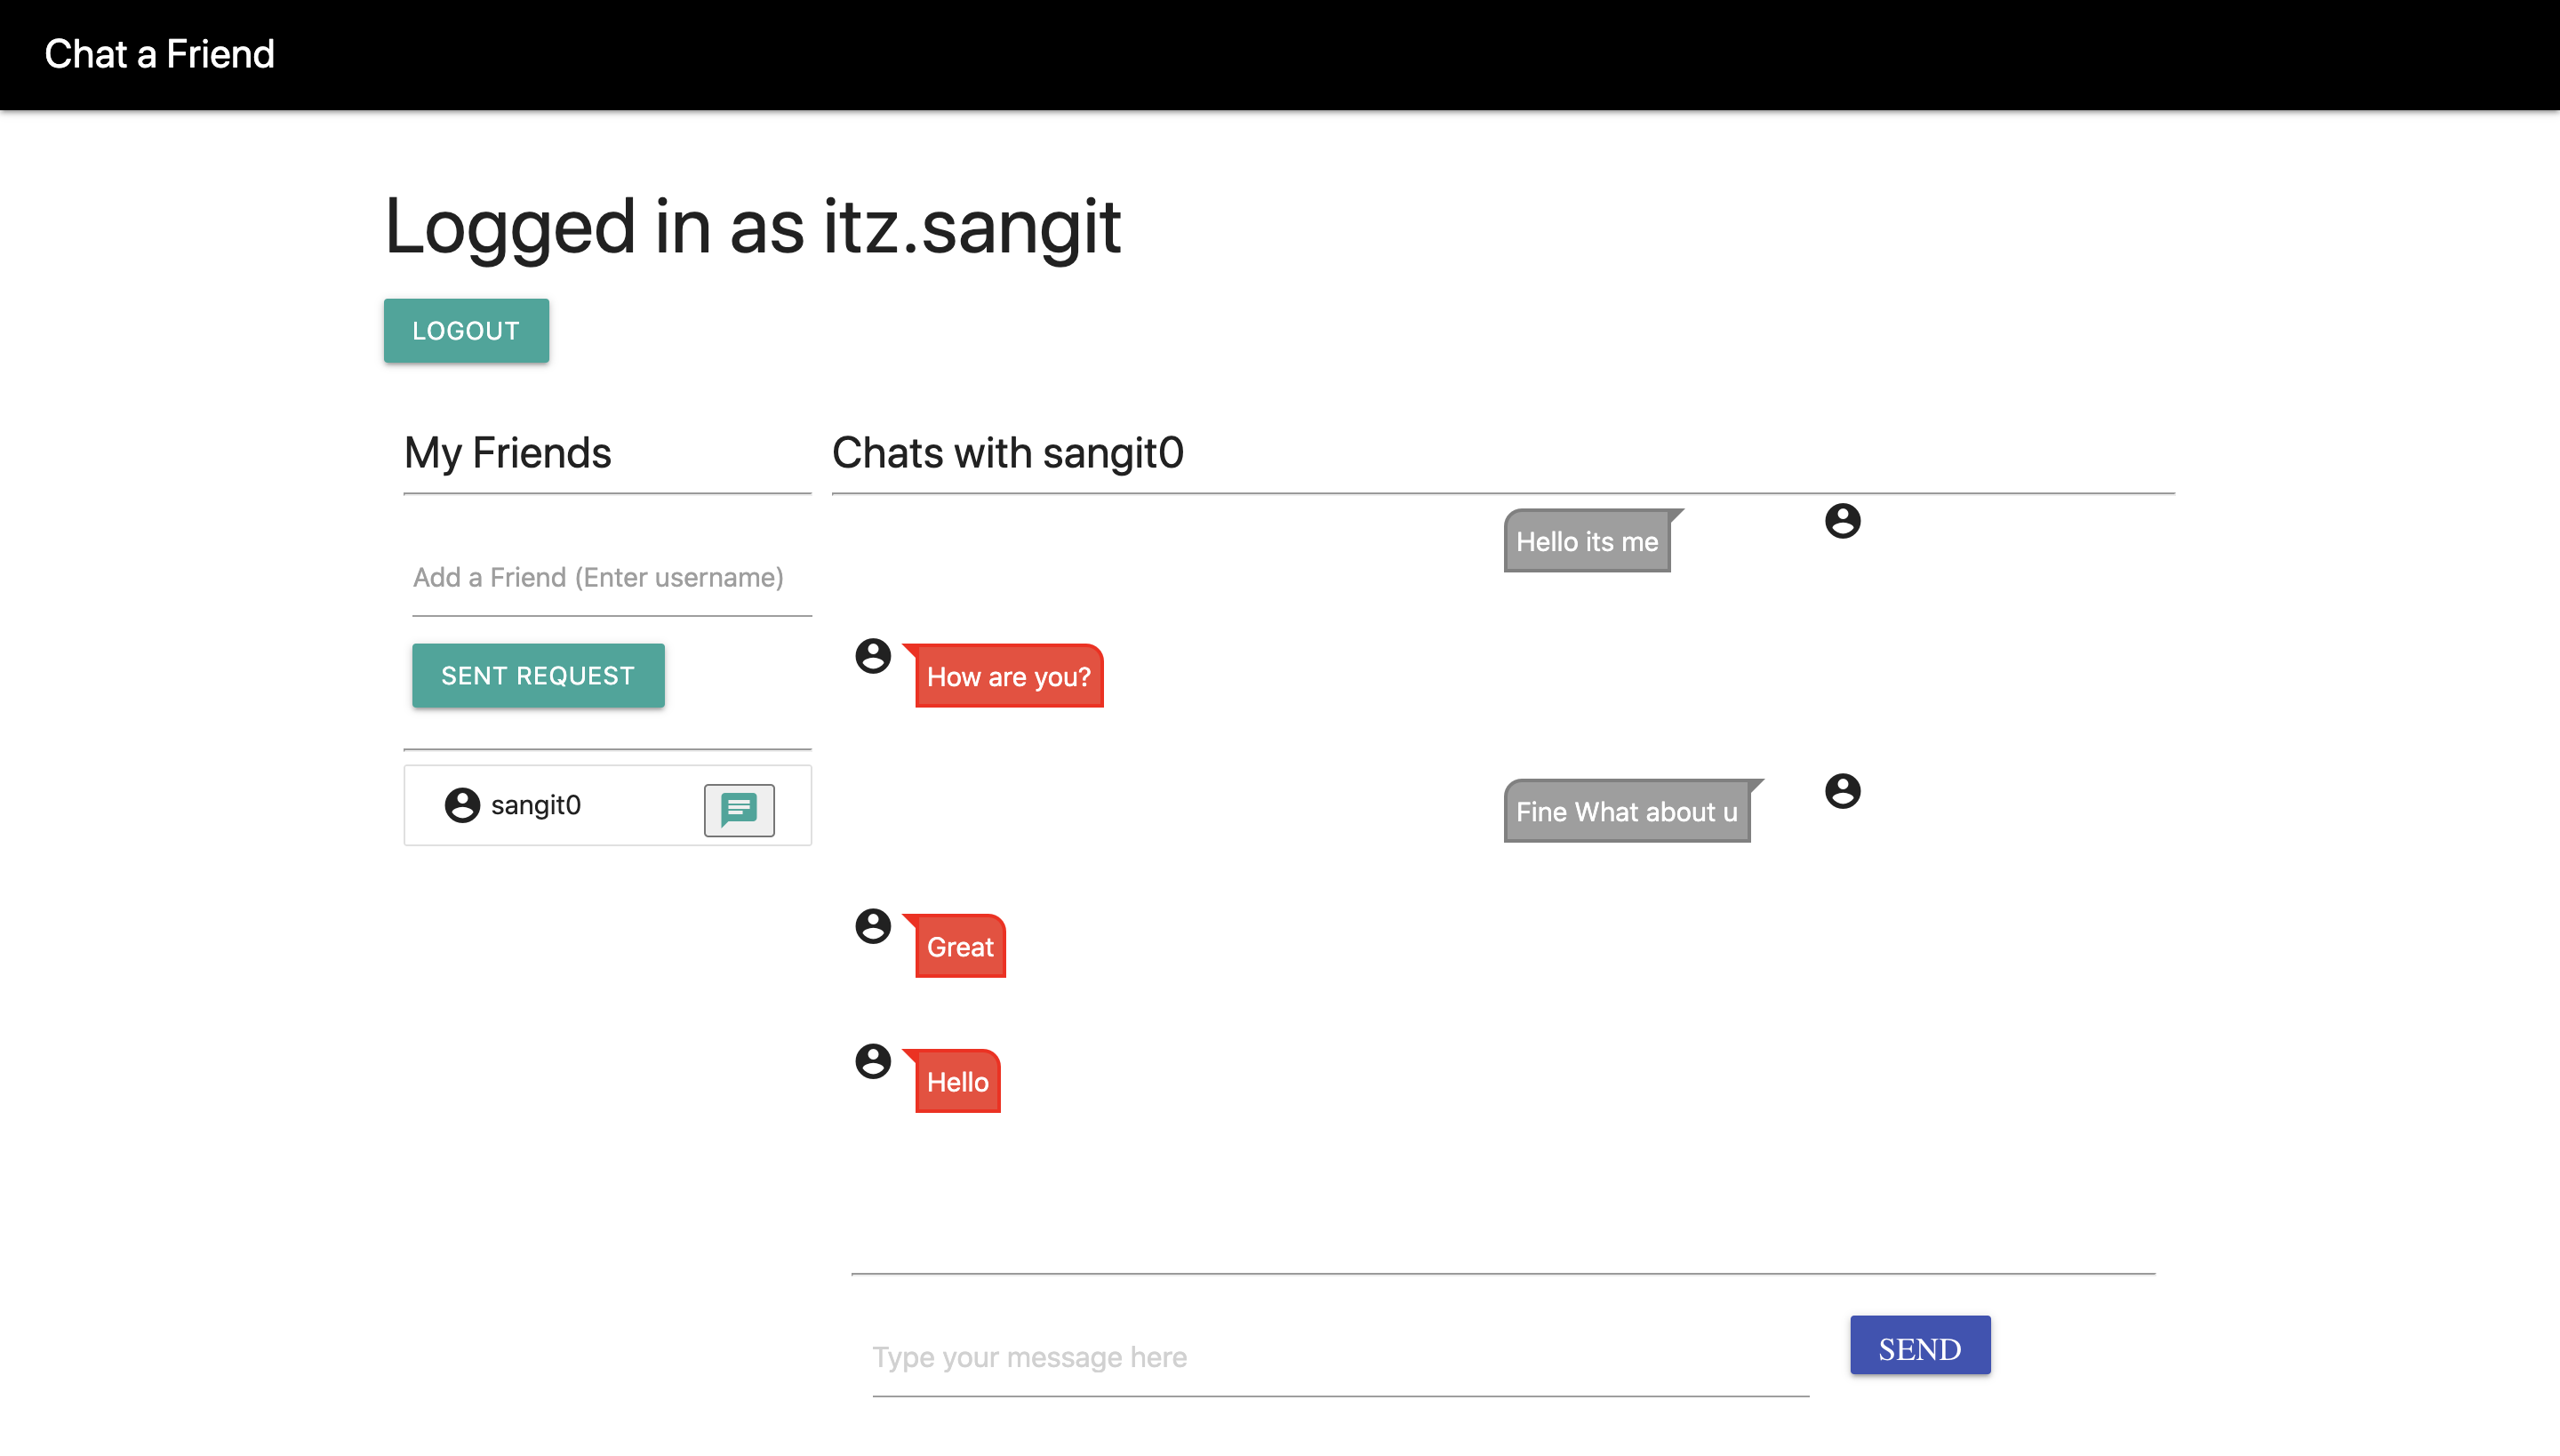 Chat a Friend
Logged in as itz.sangit
LOGOUT
My Friends
Add a Friend (Enter username)
SENT REQUEST
sangit0
Chats with sangit0
Hello its me
How are you?
Fine What about u
Great
Hello
Type your message here
SEND